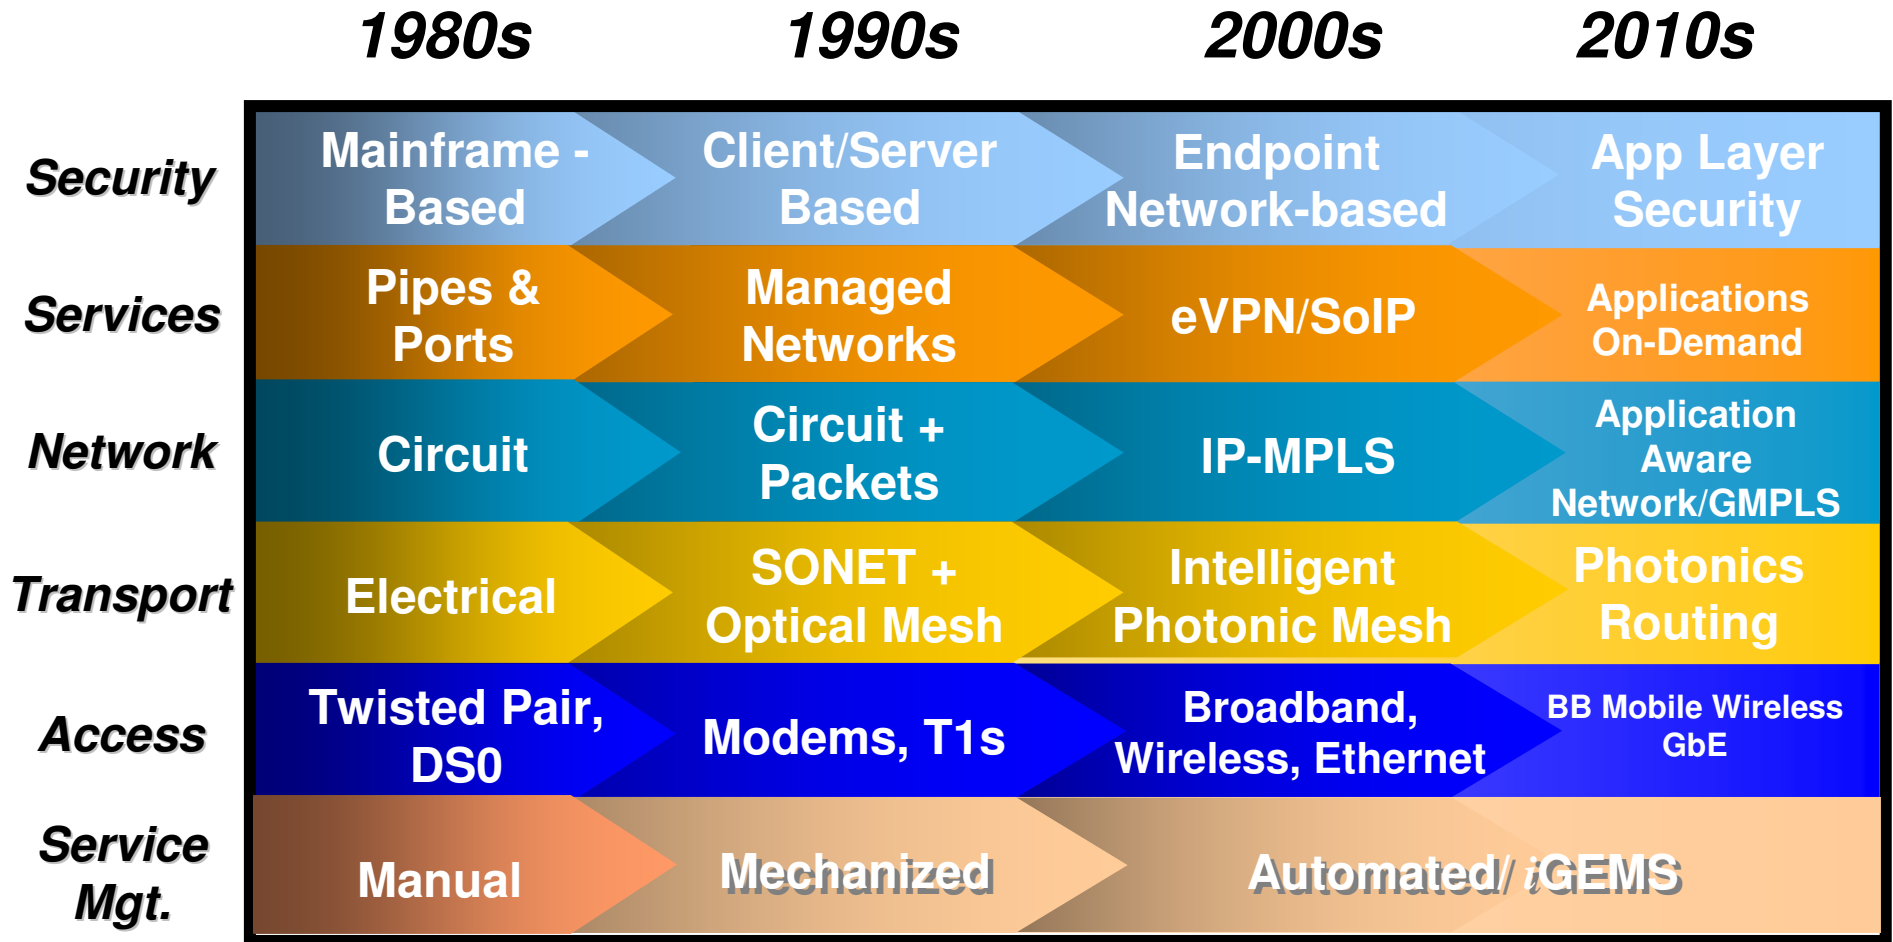 1980s 1990s 2000s 2010s
Security
Mainframe -
Based
Client/Server
Based
Endpoint
Network-based
App Layer
Security
Services
Pipes &
Ports
Managed
Networks
eVPN/SoIP
Applications
On-Demand
Network
Circuit
Circuit +
Packets
IP-MPLS
Application
Aware
Network/GMPLS
Transport
Electrical
SONET +
Optical Mesh
Intelligent
Photonic Mesh
Photonics
Routing
Access
Twisted Pair,
DS0
Modems, T1s
Broadband,
Wireless, Ethernet
BB Mobile Wireless
GbE
Service
Mgt.
Manual
Mechanized
Automated/ iGEMS